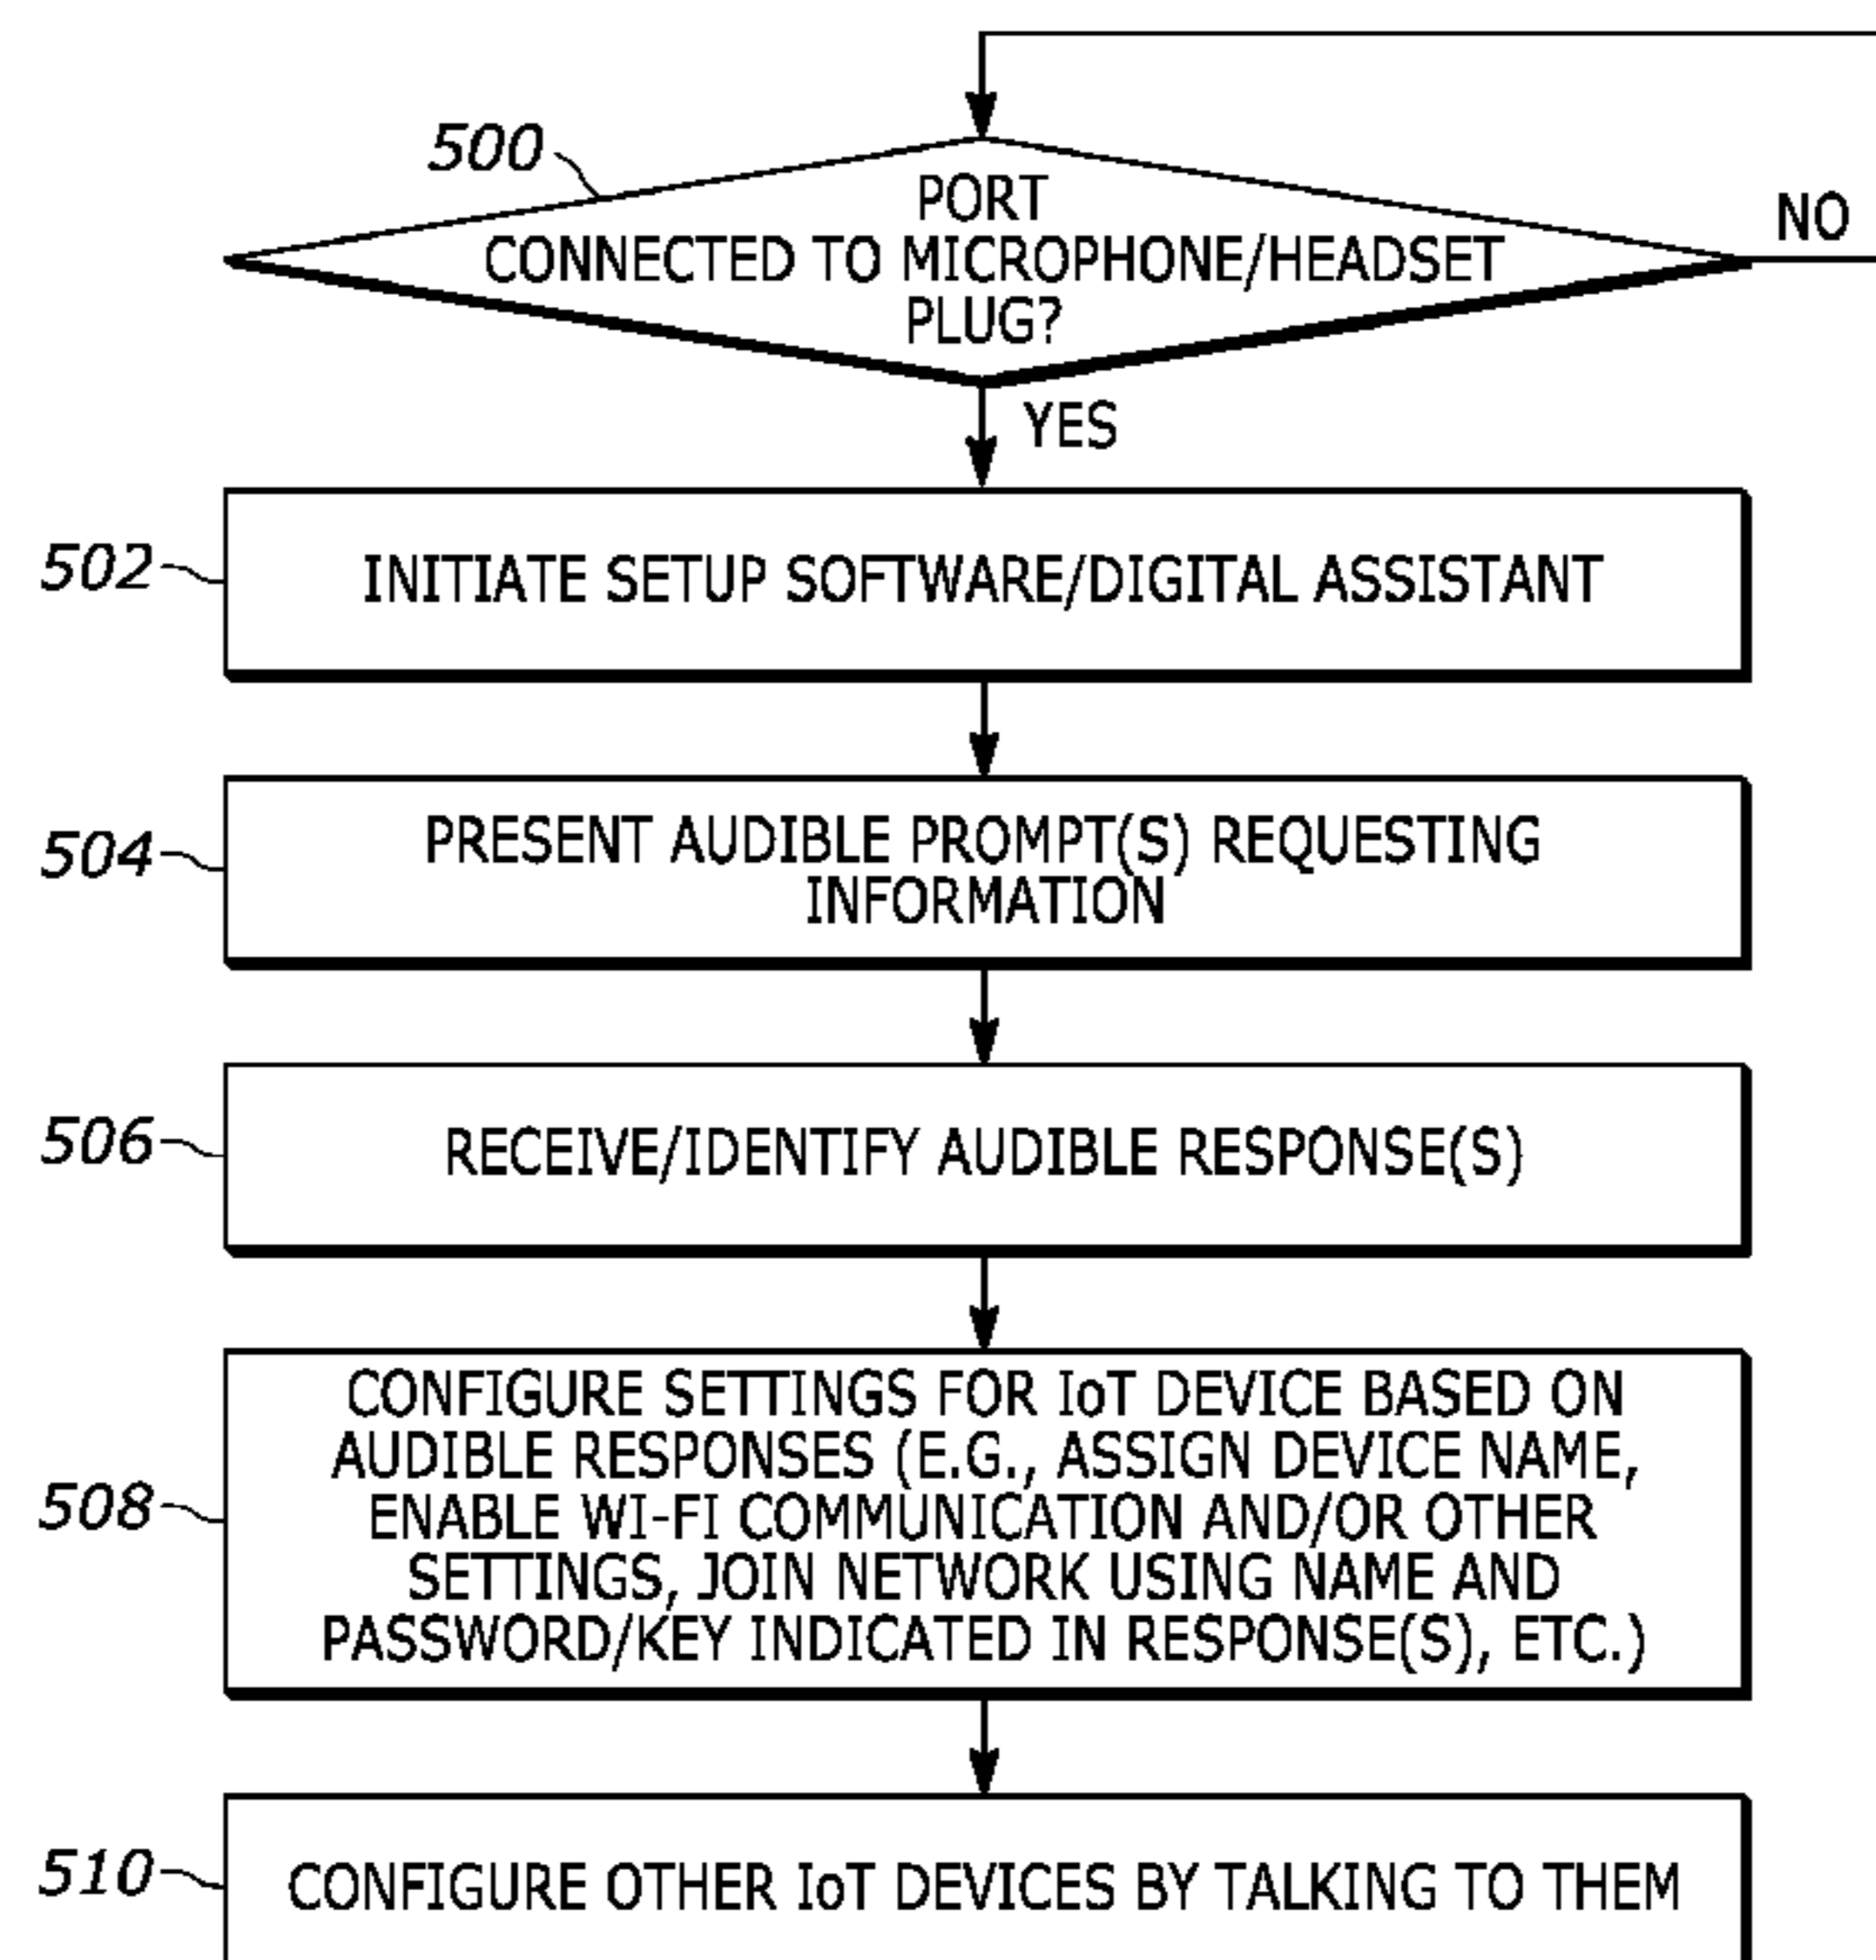 500
PORT
CONNECTED TO MICROPHONE/HEADSET
PLUG?
NO
YES
502
INITIATE SETUP SOFTWARE/DIGITAL ASSISTANT
504
PRESENT AUDIBLE PROMPT(S) REQUESTING
INFORMATION
506
RECEIVE/IDENTIFY AUDIBLE RESPONSE(S)
508
CONFIGURE SETTINGS FOR IoT DEVICE BASED ON
AUDIBLE RESPONSES (E.G., ASSIGN DEVICE NAME,
ENABLE WI-FI COMMUNICATION AND/OR OTHER
SETTINGS, JOIN NETWORK USING NAME AND
PASSWORD/KEY INDICATED IN RESPONSE(S), ETC.)
510
CONFIGURE OTHER IoT DEVICES BY TALKING TO THEM